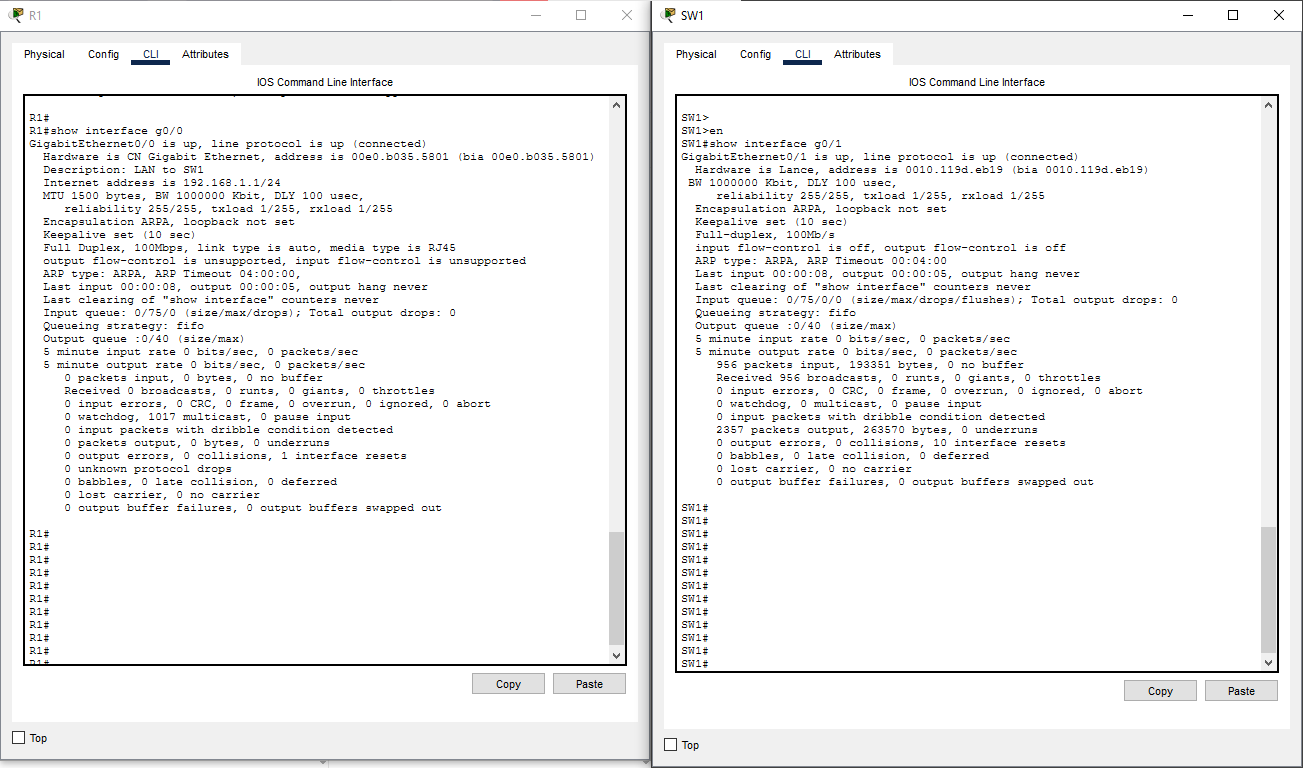 R1
Physical Config CLI Attributes
IOS Command Line Interface
R1#
R1#show interface g0/0
GigabitEthernet0/0 is up, line protocol is up (connected)
Hardware is CN Gigabit Ethernet, address is 00e0.b035.5801 (bia 00e0.b035.5801)
Description: LAN to SW1
Internet address is 192.168.1.1/24
MTU 1500 bytes, BW 1000000 Kbit, DLY 100 usec,
reliability 255/255, txload 1/255, rxload 1/255
Encapsulation ARPA, loopback not set
Keepalive set (10 sec)
Full Duplex, 100Mbps, link type is auto, media type is RJ45
output flow-control is unsupported, input flow-control is unsupported
ARP type: ARPA, ARP Timeout 04:00:00,
Last input 00:00:08, output 00:00:05, output hang never
Last clearing of "show interface" counters never
Input queue: 0/75/0 (size/max/drops); Total output drops: 0
Queueing strategy: fifo
Output queue :0/40 (size/max)
5 minute input rate 0 bits/sec, 0 packets/sec
5 minute output rate 0 bits/sec, 0 packets/sec
0 packets input, 0 bytes, 0 no buffer
Received 0 broadcasts, 0 runts, 0 giants, 0 throttles
0 input errors, 0 CRC, 0 frame, 0 overrun, 0 ignored, 0 abort
0 watchdog, 1017 multicast, 0 pause input
0 input packets with dribble condition detected
0 packets output, 0 bytes, 0 underruns
0 output errors, 0 collisions, 1 interface resets
0 unknown protocol drops
0 babbles, 0 late collision, 0 deferred
0 lost carrier, 0 no carrier
0 output buffer failures, 0 output buffers swapped out
R1#
R1#
R1#
R1#
R1#
R1#
R1#
R1#
R1#
R1#
R1#
Copy Paste
Top
SW1
Physical Config CLI Attributes
IOS Command Line Interface
SW1>
SW1>en
SW1#show interface g0/1
GigabitEthernet0/1 is up, line protocol is up (connected)
Hardware is Lance, address is 0010.119d.eb19 (bia 0010.119d.eb19)
BW 1000000 Kbit, DLY 100 usec,
reliability 255/255, txload 1/255, rxload 1/255
Encapsulation ARPA, loopback not set
Keepalive set (10 sec)
Full-duplex, 100Mb/s
input flow-control is off, output flow-control is off
ARP type: ARPA, ARP Timeout 00:04:00
Last input 00:00:08, output 00:00:05, output hang never
Last clearing of "show interface" counters never
Input queue: 0/75/0/0 (size/max/drops/flushes); Total output drops: 0
Queueing strategy: fifo
Output queue :0/40 (size/max)
5 minute input rate 0 bits/sec, 0 packets/sec
5 minute output rate 0 bits/sec, 0 packets/sec
956 packets input, 193351 bytes, 0 no buffer
Received 956 broadcasts, 0 runts, 0 giants, 0 throttles
0 input errors, 0 CRC, 0 frame, 0 overrun, 0 ignored, 0 abort
0 watchdog, 0 multicast, 0 pause input
0 input packets with dribble condition detected
2357 packets output, 263570 bytes, 0 underruns
0 output errors, 0 collisions, 10 interface resets
0 babbles, 0 late collision, 0 deferred
0 lost carrier, 0 no carrier
0 output buffer failures, 0 output buffers swapped out
SW1#
SW1#
SW1#
SW1#
SW1#
SW1#
SW1#
SW1#
SW1#
SW1#
SW1#
SW1#
SW1#
Copy Paste
Top